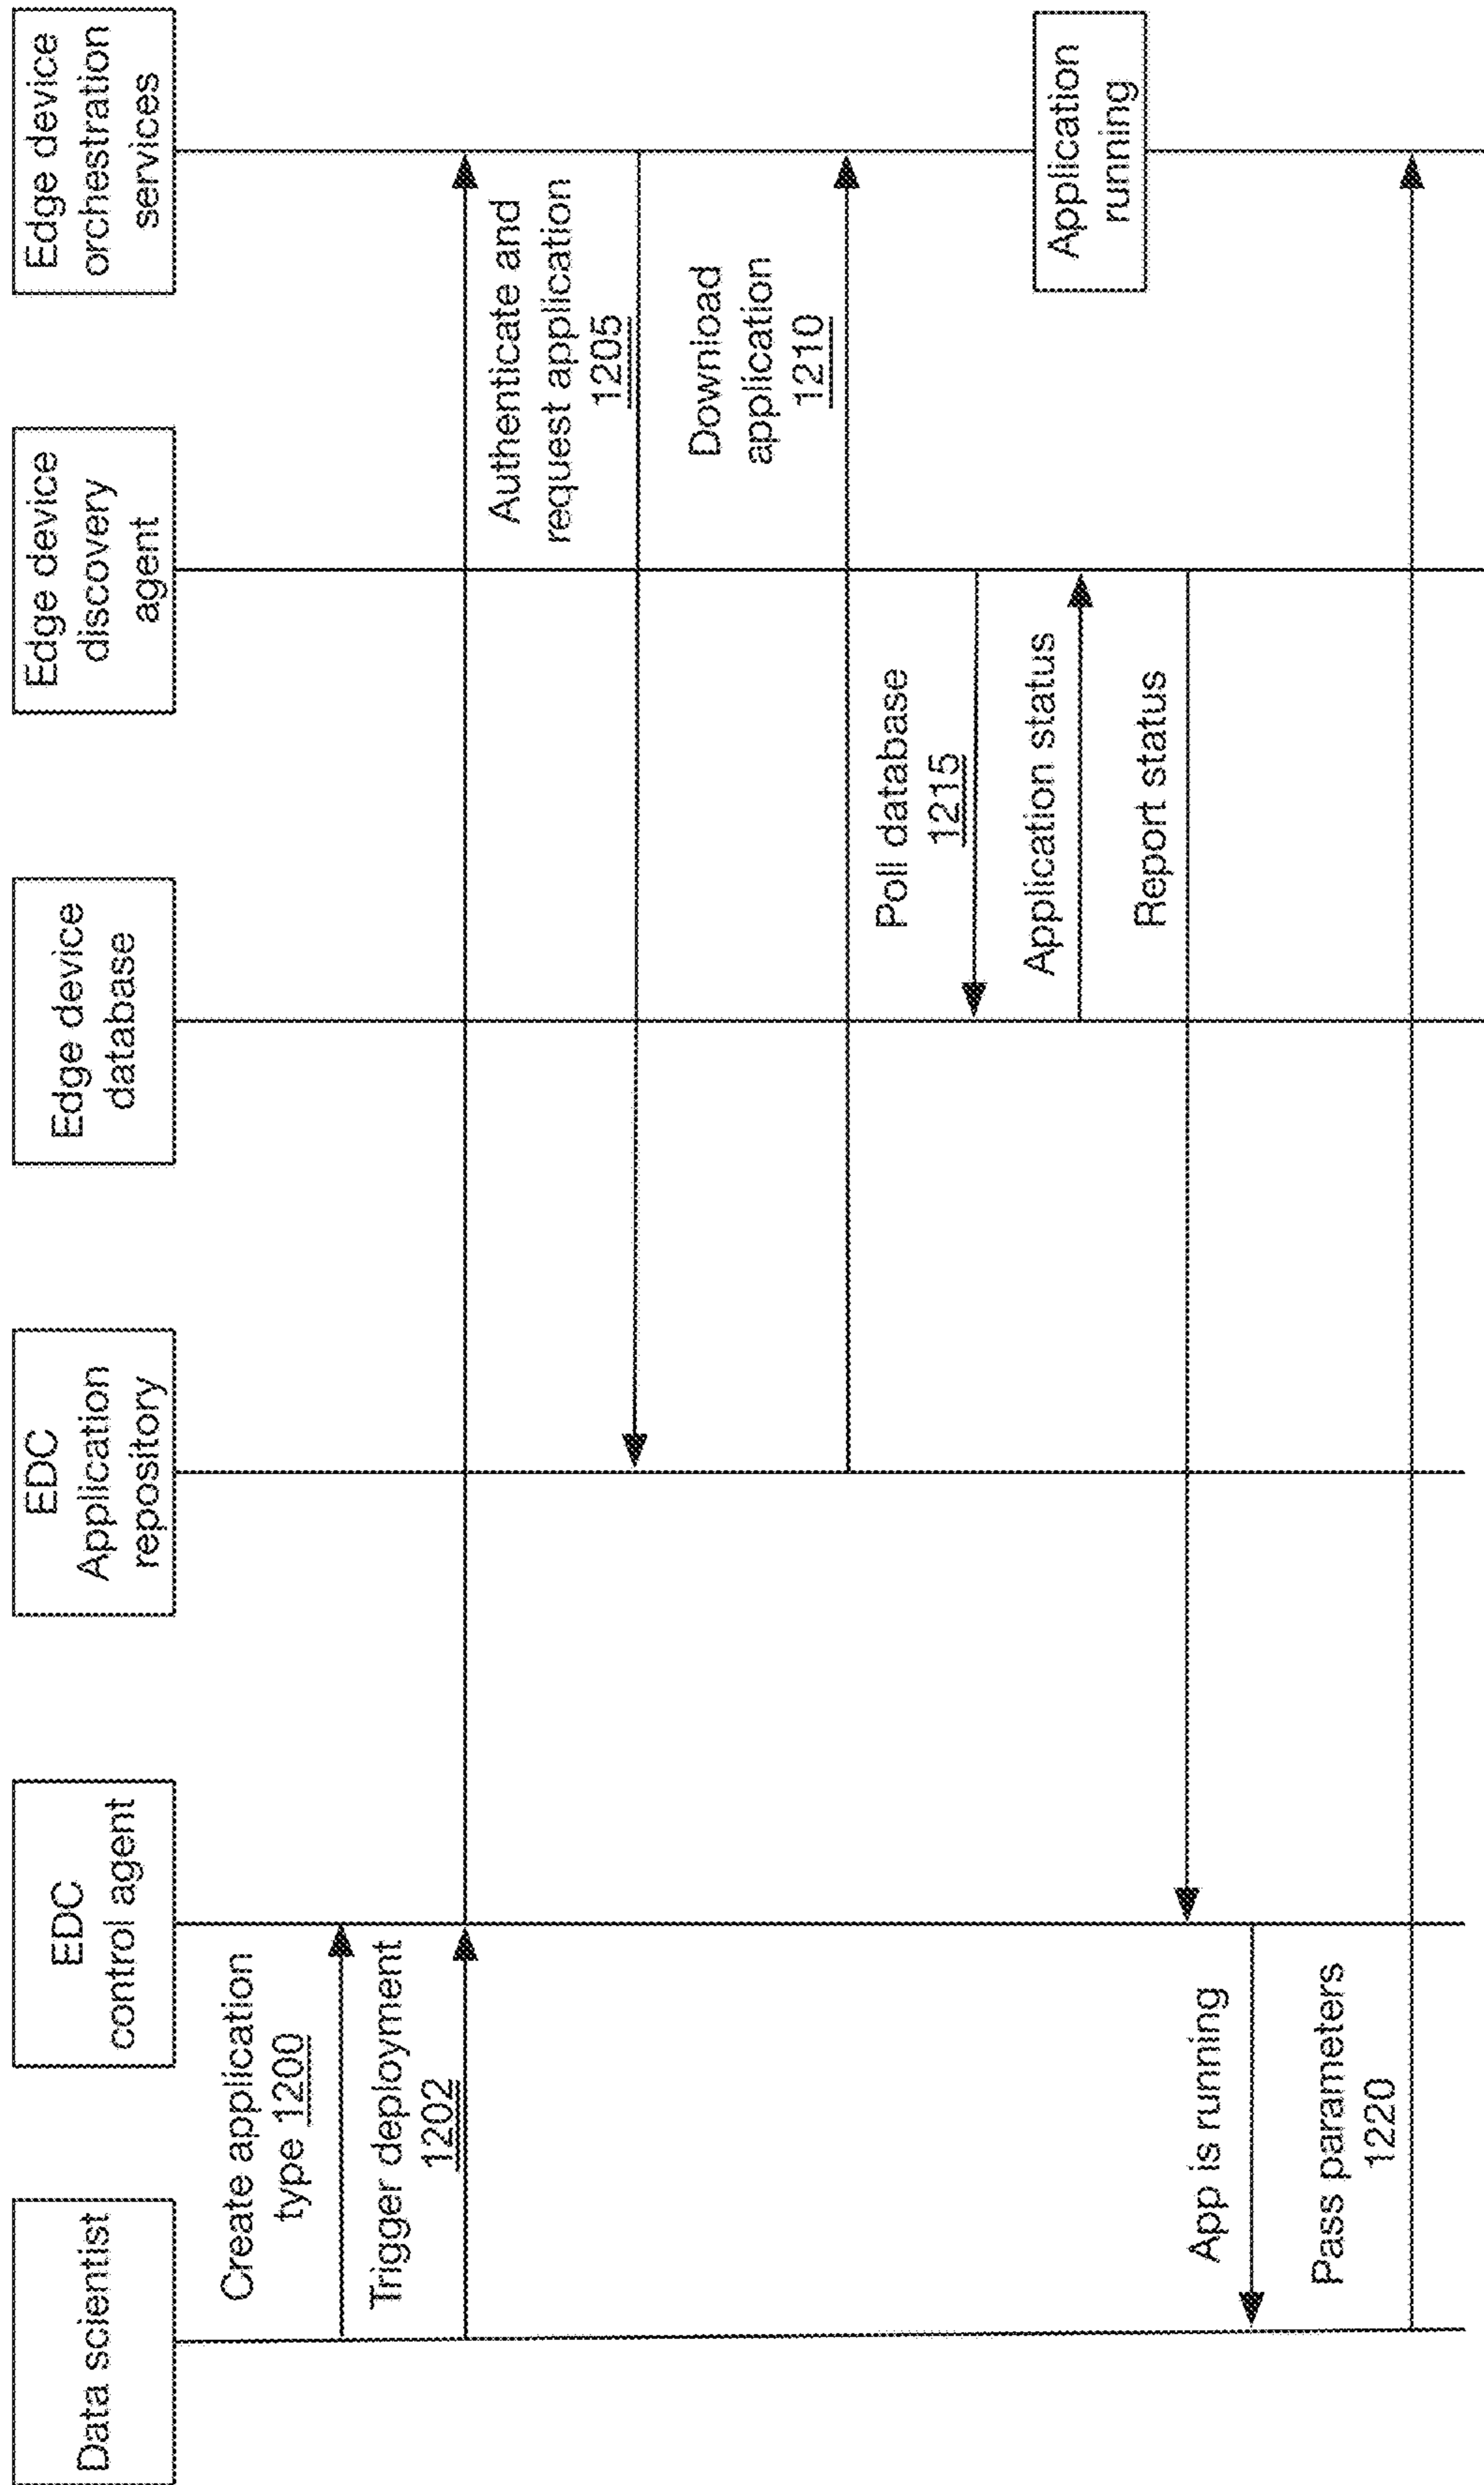 Data scientist
EDC
control agent
EDC
Application
repository
Edge device
database
Edge device
discovery
agent
Edge device
orchestration
services
Create application
type 1200
Trigger deployment
1202
Authenticate and
request application
1205
Download
application
1210
Poll database
1215
Application status
Application
running
Report status
App is running
Pass parameters
1220